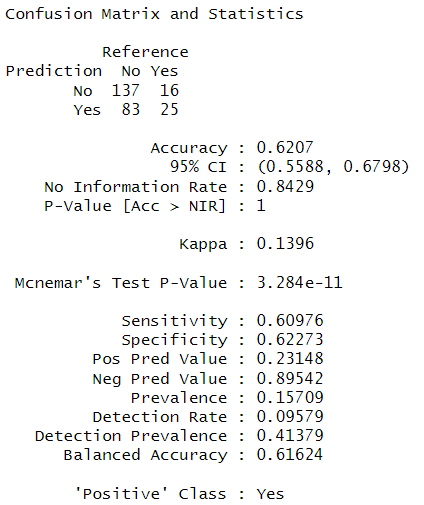 Confusion Matrix and Statistics
Reference
Prediction No Yes
No 137 16
Yes 83 25
Accuracy : 0.6207
95% CI : (0.5588, 0.6798)
No Information Rate : 0.8429
P-Value [Acc > NIR] : 1
Kappa : 0.1396
Mcnemar's Test P-Value : 3.284e-11
Sensitivity : 0.60976
Specificity : 0.62273
Pos Pred Value : 0.23148
Neg Pred Value : 0.89542
Prevalence : 0.15709
Detection Rate : 0.09579
Detection Prevalence : 0.41379
Balanced Accuracy : 0.61624
'Positive' Class : Yes